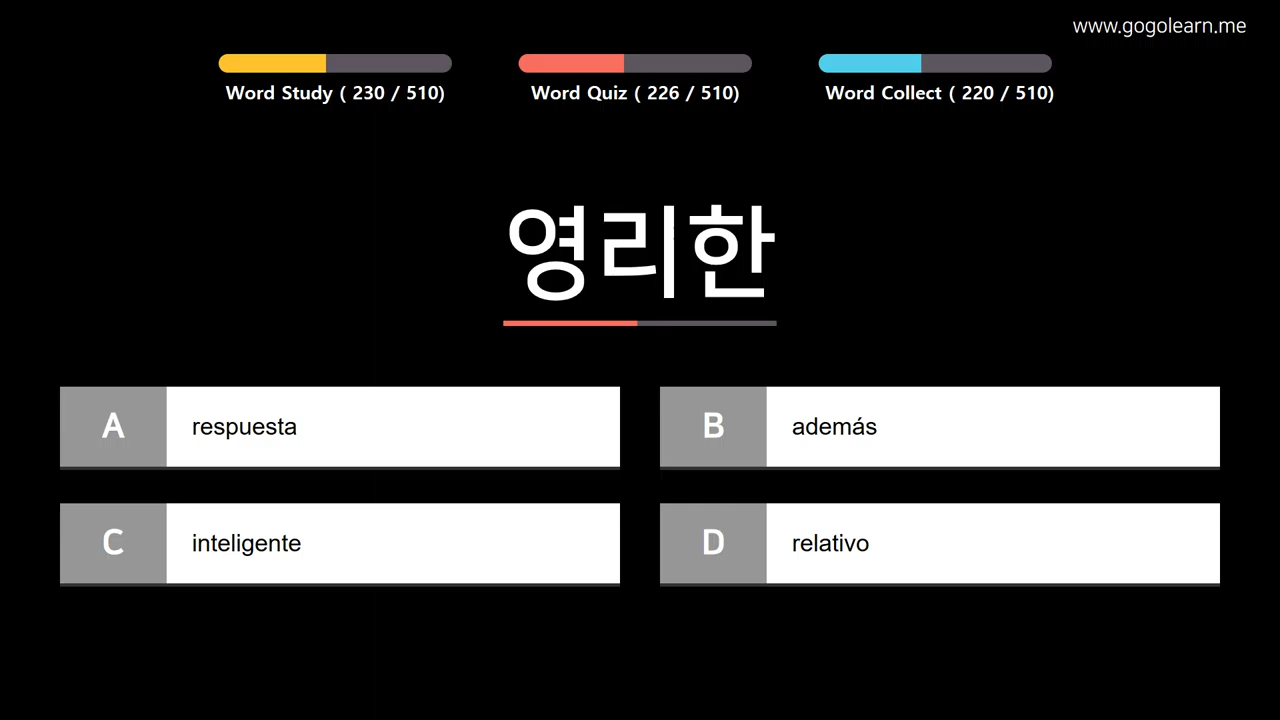 www.gogolearn.me
Word Study ( 230 / 510)
Word Quiz ( 226 / 510)
Word Collect ( 220 / 510)
영리한
A respuesta
B además
C inteligente
D relativo